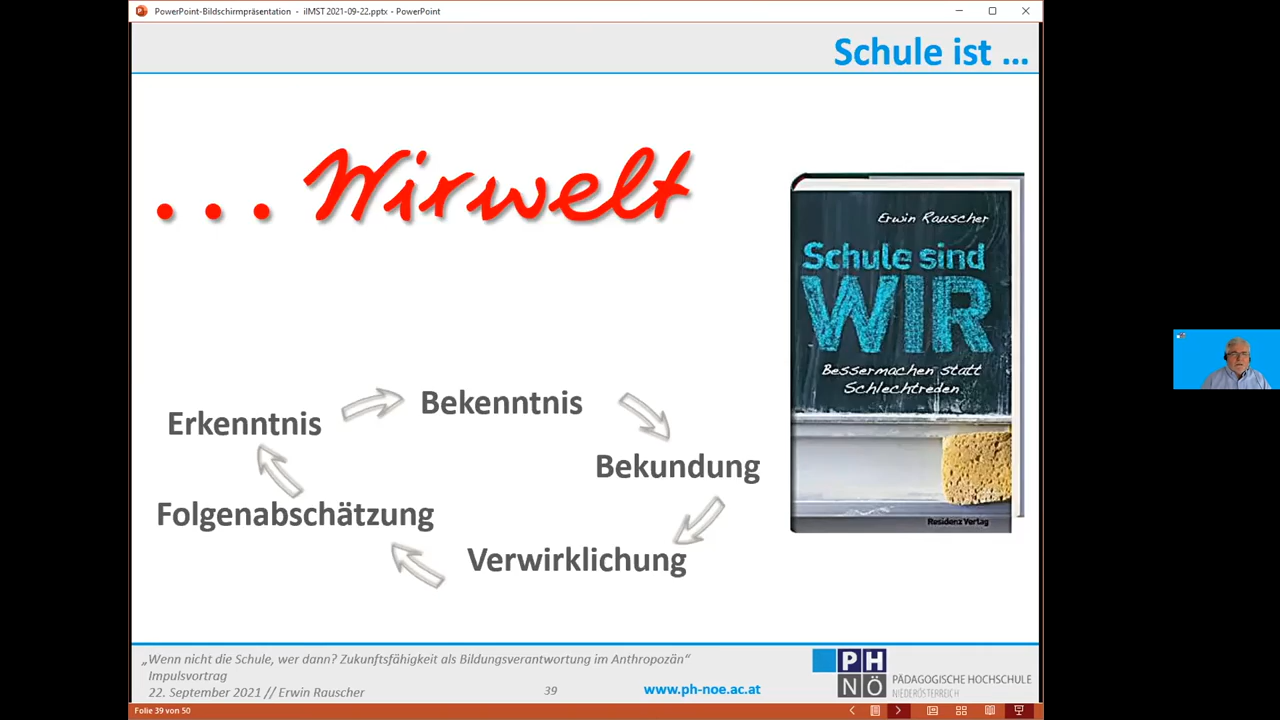 PowerPoint-Bildschirmpräsentation - iIMST 2021-09-22.pptx - PowerPoint
Schule ist ...
... Wirwelt
Erwin Rauscher
Schule sind
WIR
Bessermachen statt
Schlechtreden
Residenz Verlag
Bekenntnis
Erkenntnis
Bekundung
Folgenabschätzung
Verwirklichung
„Wenn nicht die Schule, wer dann? Zukunftsfähigkeit als Bildungsverantwortung im Anthropozän“
Impulsvortrag
22. September 2021 // Erwin Rauscher
39
www.ph-noe.ac.at
PH
NÖ
PÄDAGOGISCHE HOCHSCHULE
NIEDERÖSTERREICH
Folie 39 von 50